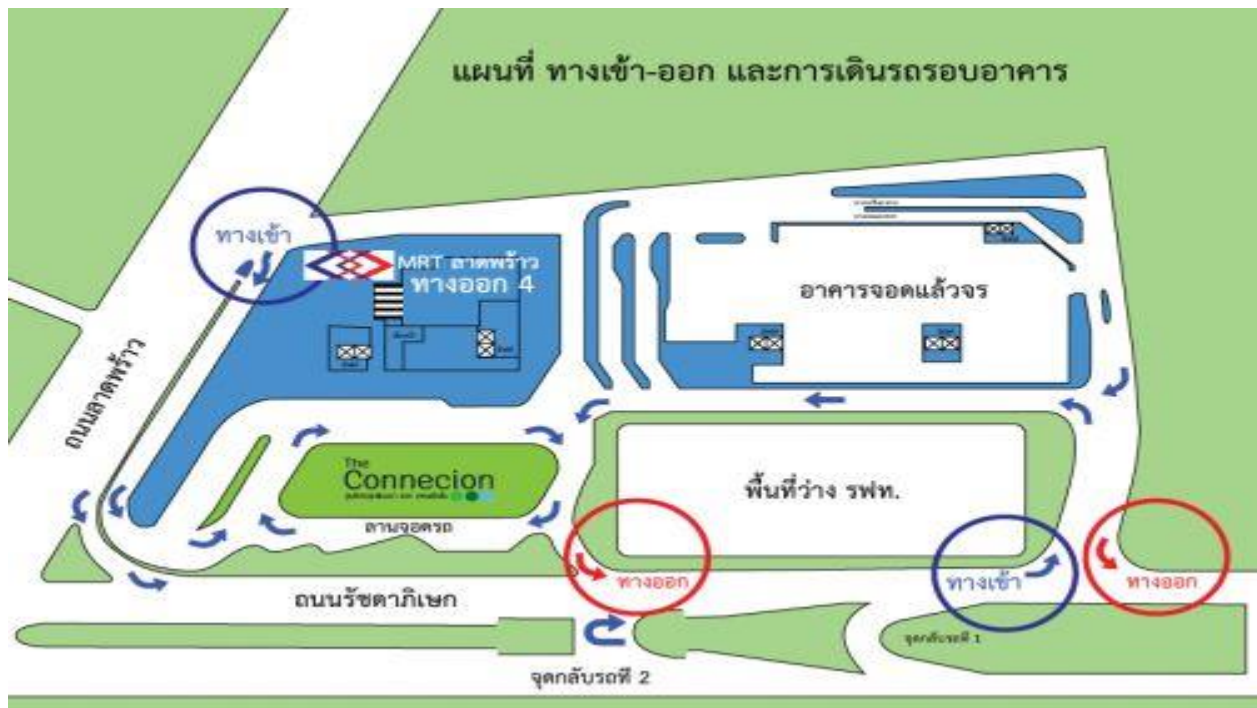 แผนที่ ทางเข้า-ออก และการเดินรถรอบอาคาร
ทางเข้า
MRT ลาดพร้าว
ทางออก 4
อาคารจอดแล้วจร
ถนนลาดพร้าว
The
Connecion
ลานจอดรถ
พื้นที่ว่าง รฟท.
ทางออก
ทางเข้า
ทางออก
ถนนรัชดาภิเษก
จุดกลับรถที่ 1
จุดกลับรถที่ 2